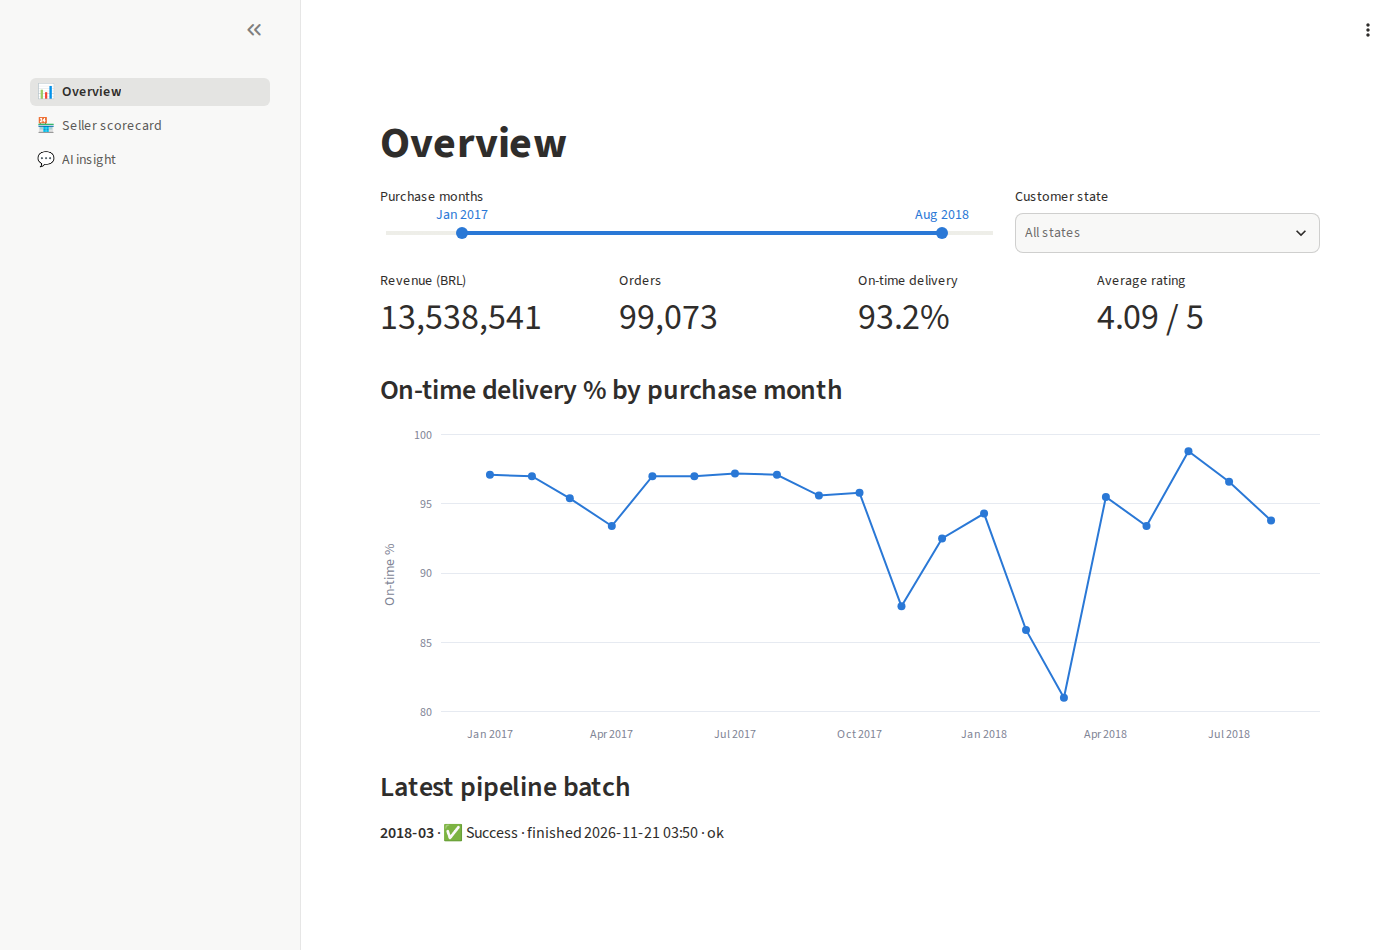 Overview
Seller scorecard
AI insight
Overview
Purchase months
Jan 2017
Aug 2018
Customer state
All states
Revenue (BRL)
13,538,541
Orders
99,073
On-time delivery
93.2%
Average rating
4.09 / 5
On-time delivery % by purchase month
On-time %
100
95
90
85
80
Jan 2017
Apr 2017
Jul 2017
Oct 2017
Jan 2018
Apr 2018
Jul 2018
Latest pipeline batch
2018-03 · ✅ Success · finished 2026-11-21 03:50 · ok